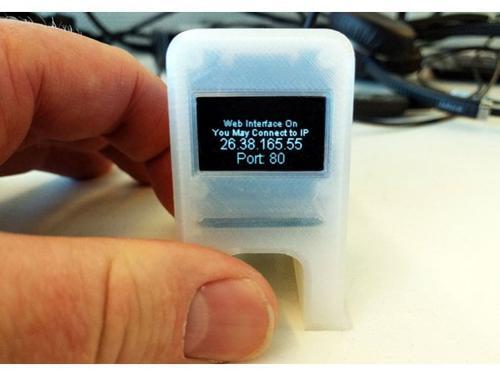 Web Interface On
You May Connect to IP
26.38.165.55
Port: 80